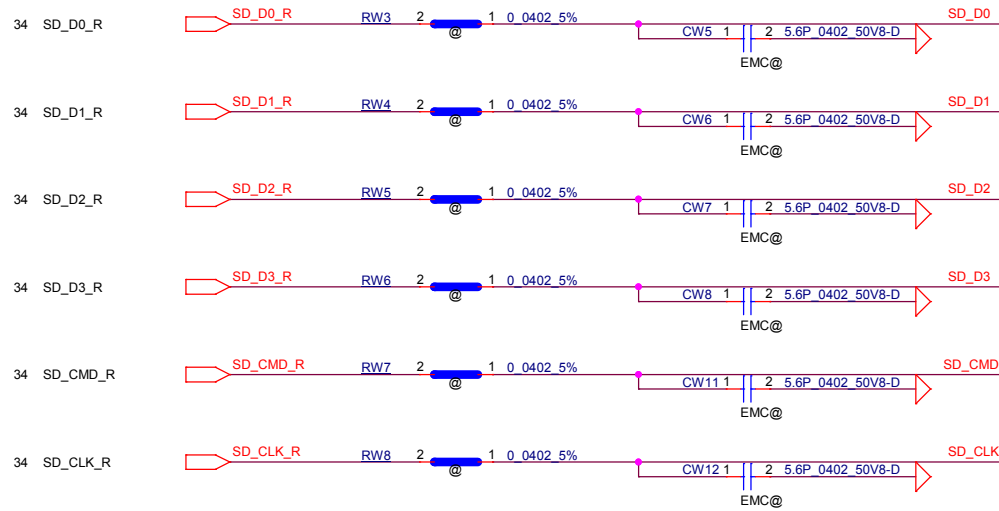 SD_D0_R RW3 2 1 0_0402_5% SD_D0
34 SD_D0_R @ CW5 1 2 5.6P_0402_50V8-D
EMC@
SD_D1_R RW4 2 1 0_0402_5% SD_D1
34 SD_D1_R @ CW6 1 2 5.6P_0402_50V8-D
EMC@
SD_D2_R RW5 2 1 0_0402_5% SD_D2
34 SD_D2_R @ CW7 1 2 5.6P_0402_50V8-D
EMC@
SD_D3_R RW6 2 1 0_0402_5% SD_D3
34 SD_D3_R @ CW8 1 2 5.6P_0402_50V8-D
EMC@
SD_CMD_R RW7 2 1 0_0402_5% SD_CMD
34 SD_CMD_R @ CW11 1 2 5.6P_0402_50V8-D
EMC@
SD_CLK_R RW8 2 1 0_0402_5% SD_CLK
34 SD_CLK_R @ CW12 1 2 5.6P_0402_50V8-D
EMC@